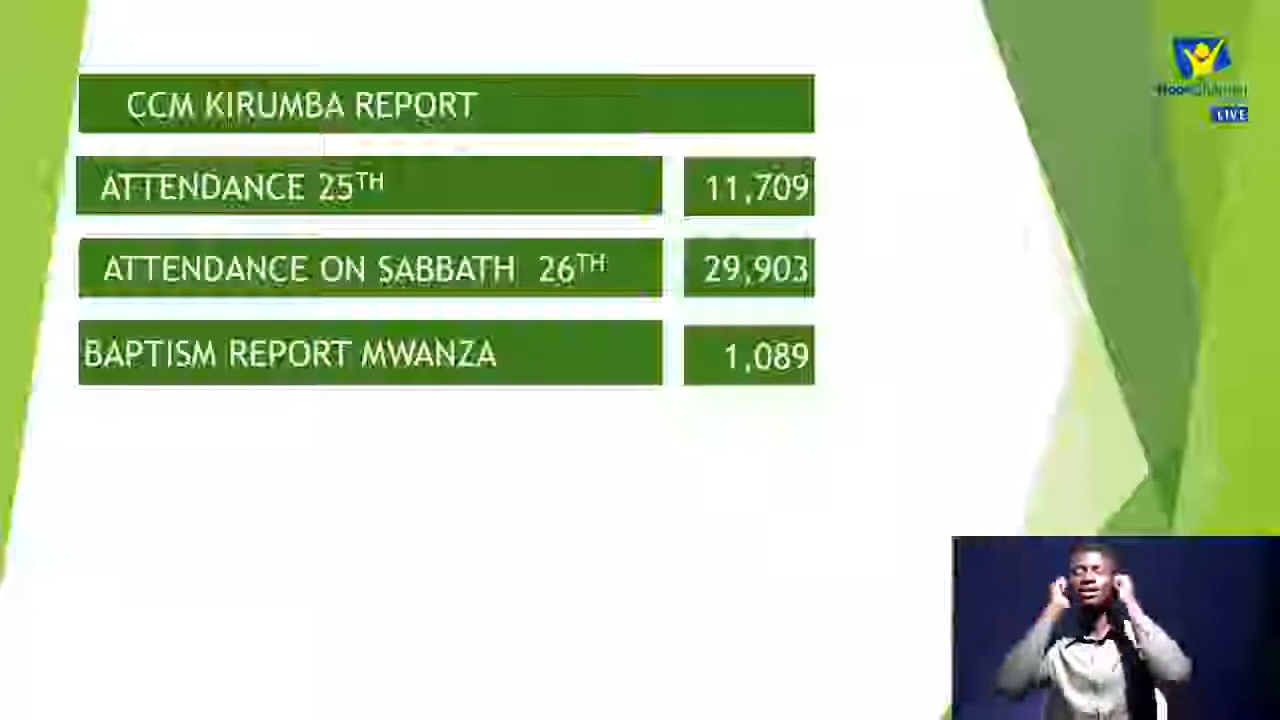 CCM KIRUMBA REPORT
ATTENDANCE 25TH 11,709
ATTENDANCE ON SABBATH 26TH 29,903
BAPTISM REPORT MWANZA 1,089
LIVE